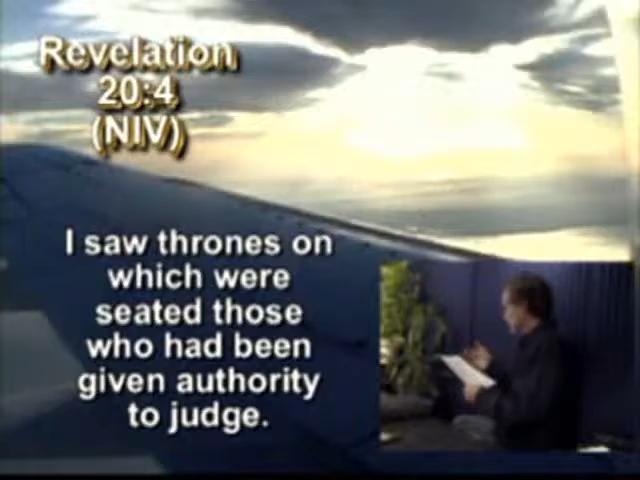 Revelation
20:4
(NIV)
I saw thrones on
which were
seated those
who had been
given authority
to judge.